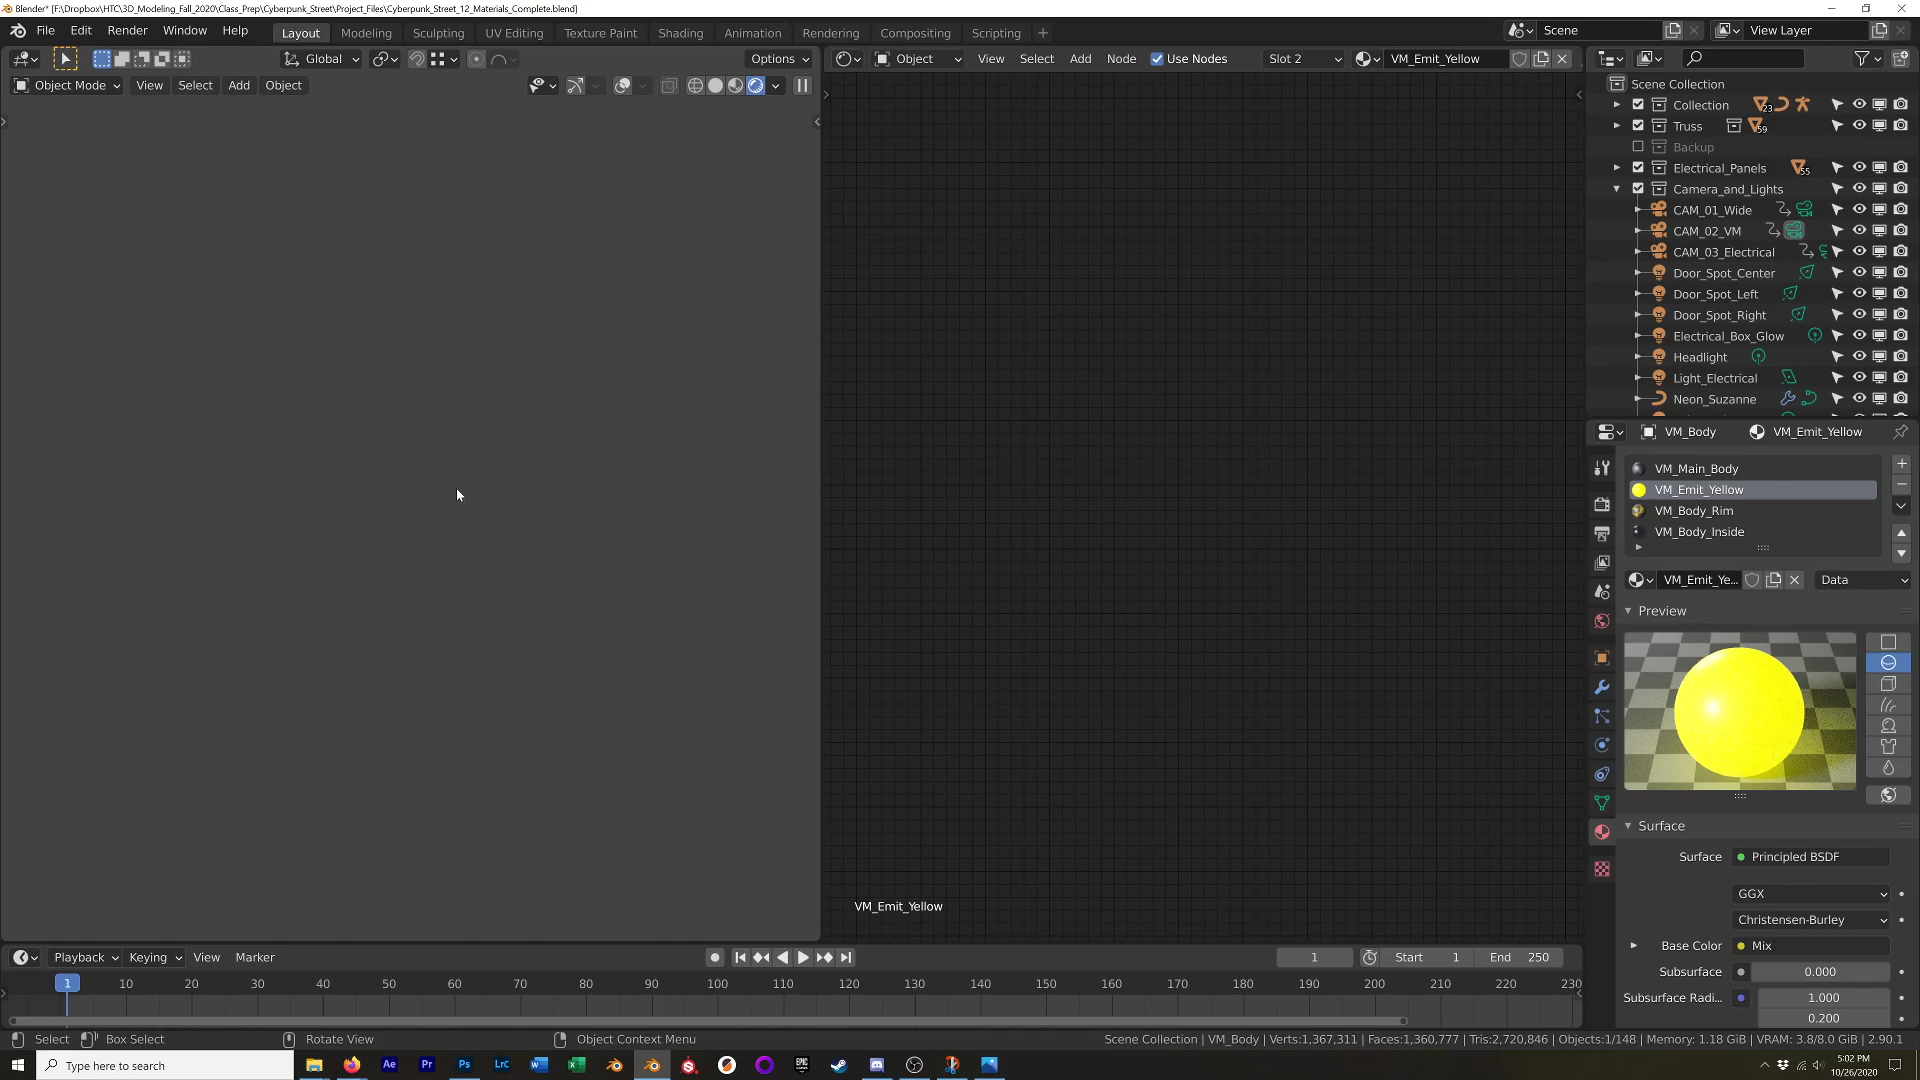 Blender* [F:\Dropbox\HTC\3D_Modeling_Fall_2020\Class_Prep\Cyberpunk_Street\Project_Files\Cyberpunk_Street_12_Materials_Complete.blend]
File Edit Render Window Help Layout Modeling Sculpting UV Editing Texture Paint Shading Animation Rendering Compositing Scripting + Scene View Layer
Global Options Object View Select Add Node Use Nodes Slot 2 VM_Emit_Yellow
Object Mode View Select Add Object
Scene Collection
Collection 23
Truss 59
Backup
Electrical_Panels 55
Camera_and_Lights
CAM_01_Wide
CAM_02_VM
CAM_03_Electrical
Door_Spot_Center
Door_Spot_Left
Door_Spot_Right
Electrical_Box_Glow
Headlight
Light_Electrical
Neon_Suzanne
VM_Body VM_Emit_Yellow
VM_Main_Body
VM_Emit_Yellow
VM_Body_Rim
VM_Body_Inside
VM_Emit_Ye... Data
Preview
Surface
Surface Principled BSDF
GGX
Christensen-Burley
Base Color Mix
Subsurface 0.000
Subsurface Radi... 1.000
0.200
VM_Emit_Yellow
Playback Keying View Marker 1 Start 1 End 250
1 10 20 30 40 50 60 70 80 90 100 110 120 130 140 150 160 170 180 190 200 210 220 230
Select Box Select Rotate View Object Context Menu Scene Collection | VM_Body | Verts:1,367,311 | Faces:1,360,777 | Tris:2,720,846 | Objects:1/148 | Memory: 1.18 GiB | VRAM: 3.8/8.0 GiB | 2.90.1
Type here to search Ae Pr Ps LrC 5:02 PM
10/26/2020